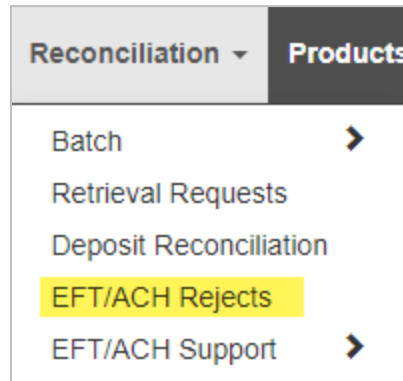 Reconciliation Products
Batch
Retrieval Requests
Deposit Reconciliation
EFT/ACH Rejects
EFT/ACH Support